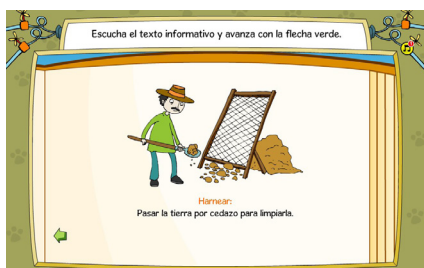 Escucha el texto informativo y avanza con la flecha verde.
Harnear:
Pasar la tierra por cedazo para limpiarla.